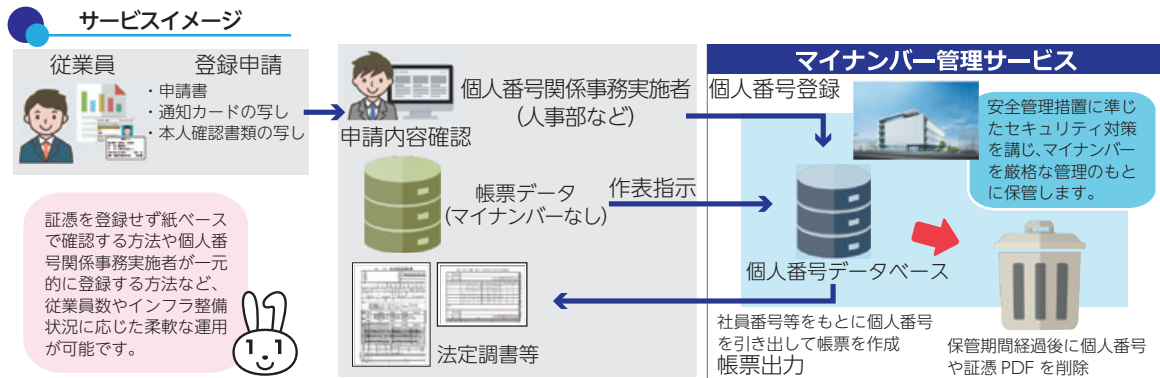 サービスイメージ
従業員
登録申請
・申請書
・通知カードの写し
・本人確認書類の写し
証憑を登録せず紙ベース
で確認する方法や個人番
号関係事務実施者が一元
的に登録する方法など、
従業員数やインフラ整備
状況に応じた柔軟な運用
が可能です。
個人番号関係事務実施者
(人事部など)
申請内容確認
帳票データ
(マイナンバーなし)
作表指示
法定調書等
マイナンバー管理サービス
個人番号登録
安全管理措置に準じ
たセキュリティ対策
を講じ、マイナンバー
を厳格な管理のもと
に保管します。
個人番号データベース
社員番号等をもとに個人番号
を引き出して帳票を作成
帳票出力
保管期間経過後に個人番号
や証憑 PDF を削除